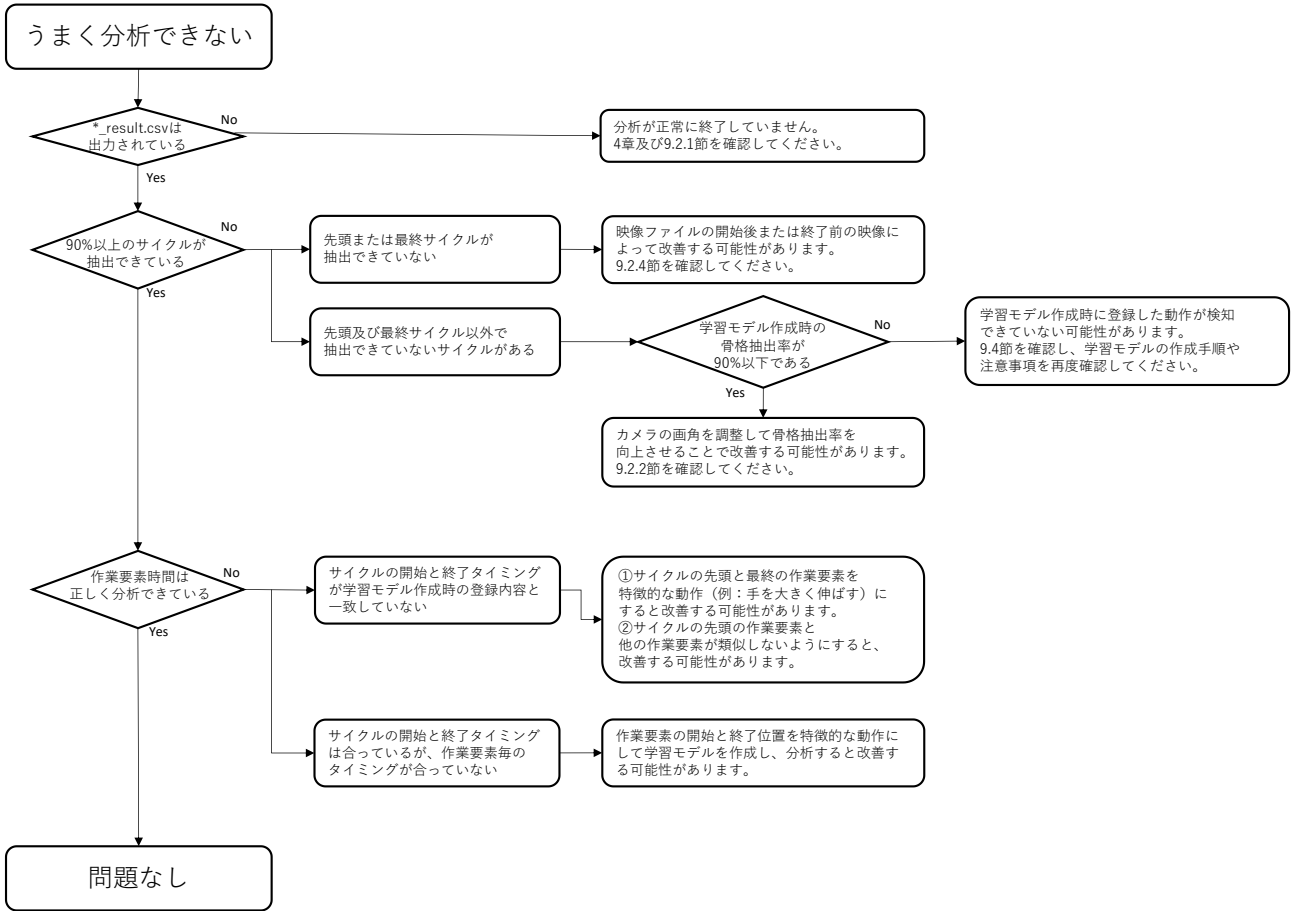 うまく分析できない
*_result.csvは
出力されている
No
分析が正常に終了していません。
4章及び9.2.1節を確認してください。
Yes
90%以上のサイクルが
抽出できている
No
先頭または最終サイクルが
抽出できていない
映像ファイルの開始後または終了前の映像に
よって改善する可能性があります。
9.2.4節を確認してください。
Yes
先頭及び最終サイクル以外で
抽出できていないサイクルがある
学習モデル作成時の
骨格抽出率が
90%以下である
No
学習モデル作成時に登録した動作が検知
できていない可能性があります。
9.4節を確認し、学習モデルの作成手順や
注意事項を再度確認してください。
Yes
カメラの画角を調整して骨格抽出率を
向上させることで改善する可能性があります。
9.2.2節を確認してください。
作業要素時間は
正しく分析できている
No
サイクルの開始と終了タイミング
が学習モデル作成時の登録内容と
一致していない
①サイクルの先頭と最終の作業要素を
特徴的な動作（例：手を大きく伸ばす）に
すると改善する可能性があります。
②サイクルの先頭の作業要素と
他の作業要素が類似しないようにすると、
改善する可能性があります。
Yes
サイクルの開始と終了タイミング
は合っているが、作業要素毎の
タイミングが合っていない
作業要素の開始と終了位置を特徴的な動作に
して学習モデルを作成し、分析すると改善す
る可能性があります。
問題なし